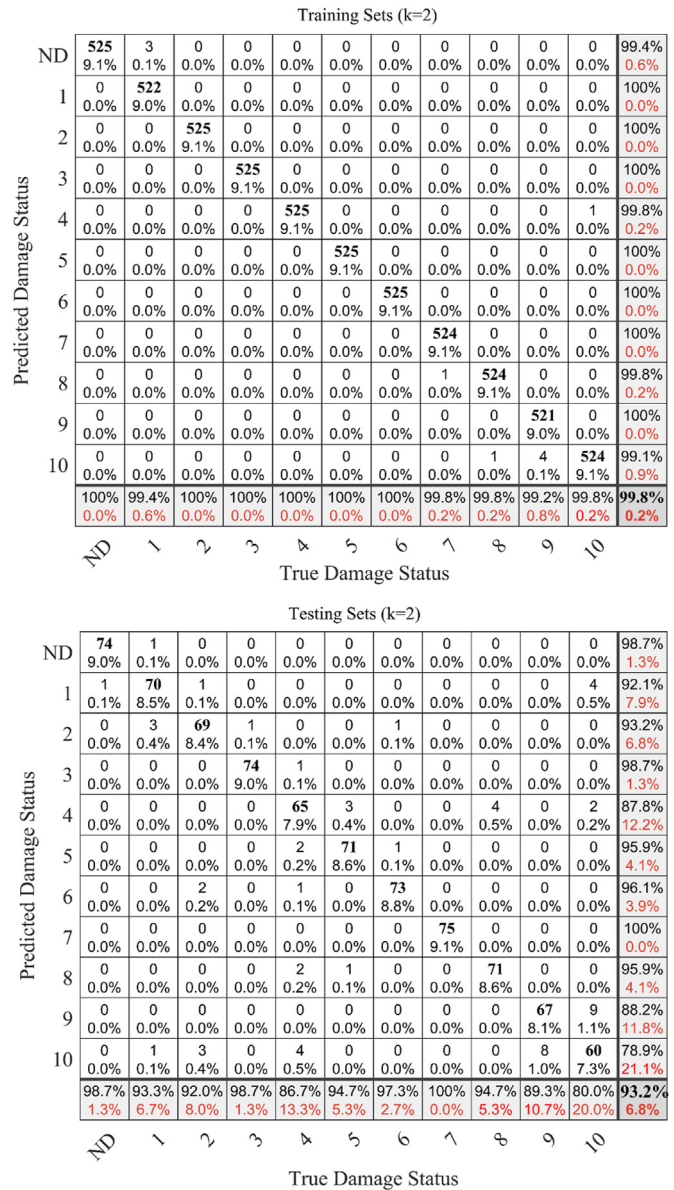 Training Sets (k=2)
ND 525 3 0 0 0 0 0 0 0 0 0 99.4%
9.1% 0.1% 0.0% 0.0% 0.0% 0.0% 0.0% 0.0% 0.0% 0.0% 0.0% 0.6%
1 0 522 0 0 0 0 0 0 0 0 0 100%
0.0% 9.0% 0.0% 0.0% 0.0% 0.0% 0.0% 0.0% 0.0% 0.0% 0.0% 0.0%
2 0 0 525 0 0 0 0 0 0 0 0 100%
0.0% 0.0% 9.1% 0.0% 0.0% 0.0% 0.0% 0.0% 0.0% 0.0% 0.0% 0.0%
3 0 0 0 525 0 0 0 0 0 0 0 100%
0.0% 0.0% 0.0% 9.1% 0.0% 0.0% 0.0% 0.0% 0.0% 0.0% 0.0% 0.0%
4 0 0 0 0 525 0 0 0 0 0 1 99.8%
0.0% 0.0% 0.0% 0.0% 9.1% 0.0% 0.0% 0.0% 0.0% 0.0% 0.0% 0.2%
5 0 0 0 0 0 525 0 0 0 0 0 100%
0.0% 0.0% 0.0% 0.0% 0.0% 9.1% 0.0% 0.0% 0.0% 0.0% 0.0% 0.0%
6 0 0 0 0 0 0 525 0 0 0 0 100%
0.0% 0.0% 0.0% 0.0% 0.0% 0.0% 9.1% 0.0% 0.0% 0.0% 0.0% 0.0%
7 0 0 0 0 0 0 0 524 0 0 0 100%
0.0% 0.0% 0.0% 0.0% 0.0% 0.0% 0.0% 9.1% 0.0% 0.0% 0.0% 0.0%
8 0 0 0 0 0 0 0 1 524 0 0 99.8%
0.0% 0.0% 0.0% 0.0% 0.0% 0.0% 0.0% 0.0% 9.1% 0.0% 0.0% 0.2%
9 0 0 0 0 0 0 0 0 0 521 0 100%
0.0% 0.0% 0.0% 0.0% 0.0% 0.0% 0.0% 0.0% 0.0% 9.0% 0.0% 0.0%
10 0 0 0 0 0 0 0 0 1 4 524 99.1%
0.0% 0.0% 0.0% 0.0% 0.0% 0.0% 0.0% 0.0% 0.0% 0.1% 9.1% 0.9%
100% 99.4% 100% 100% 100% 100% 100% 99.8% 99.8% 99.2% 99.8% 99.8%
0.0% 0.6% 0.0% 0.0% 0.0% 0.0% 0.0% 0.2% 0.2% 0.8% 0.2% 0.2%
ND 1 2 3 4 5 6 7 8 9 10
True Damage Status
Predicted Damage Status
Testing Sets (k=2)
ND 74 1 0 0 0 0 0 0 0 0 0 98.7%
9.0% 0.1% 0.0% 0.0% 0.0% 0.0% 0.0% 0.0% 0.0% 0.0% 0.0% 1.3%
1 1 70 1 0 0 0 0 0 0 0 4 92.1%
0.1% 8.5% 0.1% 0.0% 0.0% 0.0% 0.0% 0.0% 0.0% 0.0% 0.5% 7.9%
2 0 3 69 1 0 0 1 0 0 0 0 93.2%
0.0% 0.4% 8.4% 0.1% 0.0% 0.0% 0.1% 0.0% 0.0% 0.0% 0.0% 6.8%
3 0 0 0 74 1 0 0 0 0 0 0 98.7%
0.0% 0.0% 0.0% 9.0% 0.1% 0.0% 0.0% 0.0% 0.0% 0.0% 0.0% 1.3%
4 0 0 0 0 65 3 0 0 4 0 2 87.8%
0.0% 0.0% 0.0% 0.0% 7.9% 0.4% 0.0% 0.0% 0.5% 0.0% 0.2% 12.2%
5 0 0 0 0 2 71 1 0 0 0 0 95.9%
0.0% 0.0% 0.0% 0.0% 0.2% 8.6% 0.1% 0.0% 0.0% 0.0% 0.0% 4.1%
6 0 0 2 0 1 0 73 0 0 0 0 96.1%
0.0% 0.0% 0.2% 0.0% 0.1% 0.0% 8.8% 0.0% 0.0% 0.0% 0.0% 3.9%
7 0 0 0 0 0 0 0 75 0 0 0 100%
0.0% 0.0% 0.0% 0.0% 0.0% 0.0% 0.0% 9.1% 0.0% 0.0% 0.0% 0.0%
8 0 0 0 0 2 1 0 0 71 0 0 95.9%
0.0% 0.0% 0.0% 0.0% 0.2% 0.1% 0.0% 0.0% 8.6% 0.0% 0.0% 4.1%
9 0 0 0 0 0 0 0 0 0 67 9 88.2%
0.0% 0.0% 0.0% 0.0% 0.0% 0.0% 0.0% 0.0% 0.0% 8.1% 1.1% 11.8%
10 0 1 3 0 4 0 0 0 0 8 60 78.9%
0.0% 0.1% 0.4% 0.0% 0.5% 0.0% 0.0% 0.0% 0.0% 1.0% 7.3% 21.1%
98.7% 93.3% 92.0% 98.7% 86.7% 94.7% 97.3% 100% 94.7% 89.3% 80.0% 93.2%
1.3% 6.7% 8.0% 1.3% 13.3% 5.3% 2.7% 0.0% 5.3% 10.7% 20.0% 6.8%
ND 1 2 3 4 5 6 7 8 9 10
True Damage Status
Predicted Damage Status